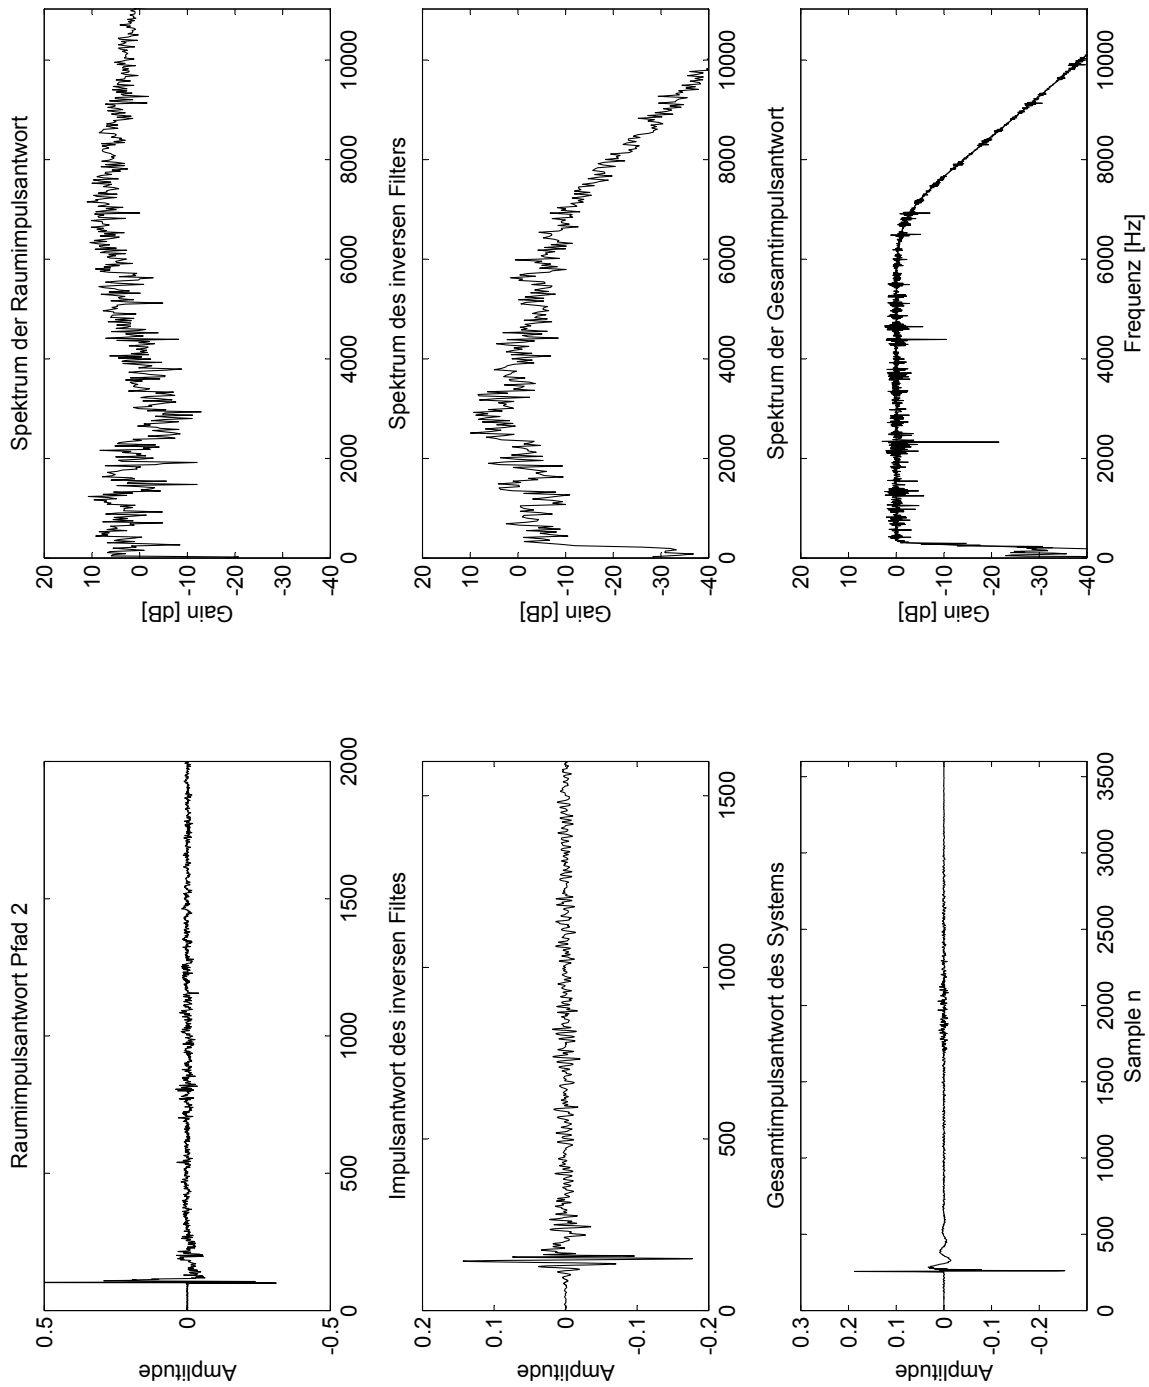 Raumimpulsantwort Pfad 2
0.5
0
-0.5
Amplitude
0 500 1000 1500 2000
Spektrum der Raumimpulsantwort
20
10
0
-10
-20
-30
-40
Gain [dB]
0 2000 4000 6000 8000 10000
Impulsantwort des inversen Filtes
0.2
0.1
0
-0.1
-0.2
Amplitude
0 500 1000 1500
Spektrum des inversen Filters
20
10
0
-10
-20
-30
-40
Gain [dB]
0 2000 4000 6000 8000 10000
Gesamtimpulsantwort des Systems
0.3
0.2
0.1
0
-0.1
-0.2
Amplitude
0 500 1000 1500 2000 2500 3000 3500
Sample n
Spektrum der Gesamtimpulsantwort
20
10
0
-10
-20
-30
-40
Gain [dB]
0 2000 4000 6000 8000 10000
Frequenz [Hz]